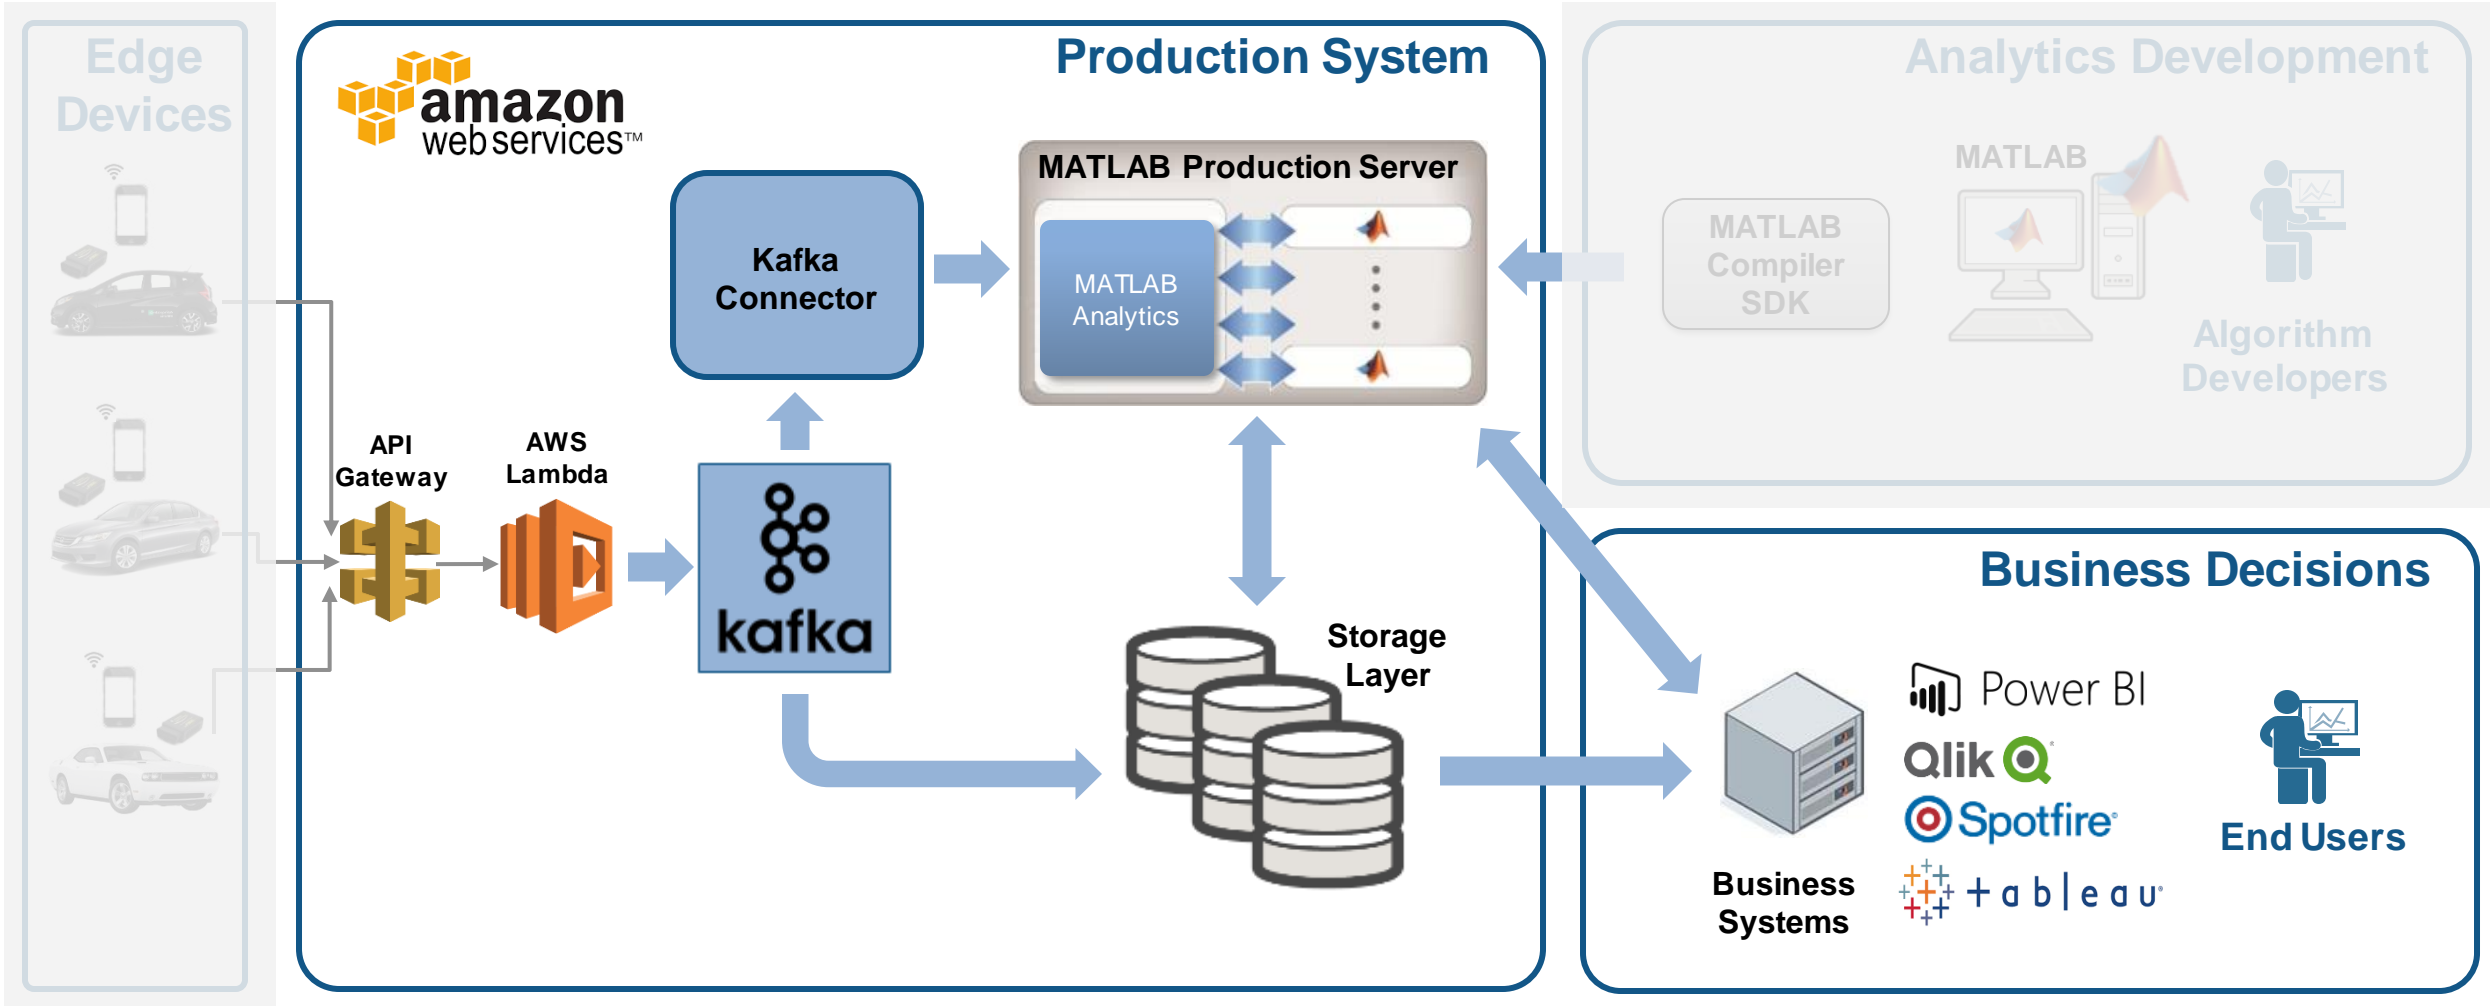 Edge
Devices
amazon
web services™
Production System
Kafka
Connector
MATLAB Production Server
MATLAB
Analytics
API
Gateway
AWS
Lambda
kafka
Storage
Layer
Analytics Development
MATLAB
MATLAB
Compiler
SDK
Algorithm
Developers
Business Decisions
Business
Systems
Power BI
Qlik
Spotfire
+ableau
End Users